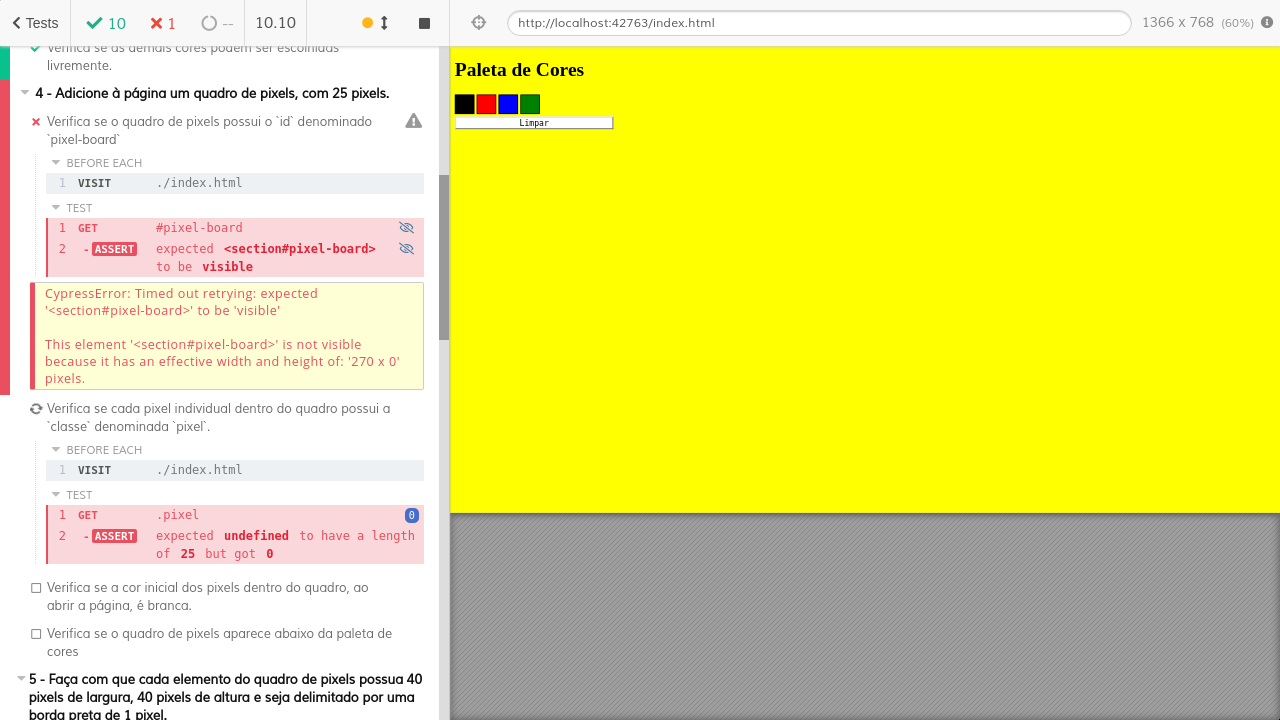 Tests
10
1
--
10.10
http://localhost:42763/index.html
1366 x 768 (60%)
Verifica se as demais cores podem ser escolhidas
livremente.
4 - Adicione à página um quadro de pixels, com 25 pixels.
Verifica se o quadro de pixels possui o `id` denominado
`pixel-board`
BEFORE EACH
1 VISIT ./index.html
TEST
1 GET #pixel-board
2 - ASSERT expected <section#pixel-board>
to be visible
CypressError: Timed out retrying: expected
'<section#pixel-board>' to be 'visible'
This element '<section#pixel-board>' is not visible
because it has an effective width and height of: '270 x 0'
pixels.
Verifica se cada pixel individual dentro do quadro possui a
`classe` denominada `pixel`.
BEFORE EACH
1 VISIT ./index.html
TEST
1 GET .pixel 0
2 - ASSERT expected undefined to have a length
of 25 but got 0
Verifica se a cor inicial dos pixels dentro do quadro, ao
abrir a página, é branca.
Verifica se o quadro de pixels aparece abaixo da paleta de
cores
5 - Faça com que cada elemento do quadro de pixels possua 40
pixels de largura, 40 pixels de altura e seja delimitado por uma
borda preta de 1 pixel.
Paleta de Cores
Limpar